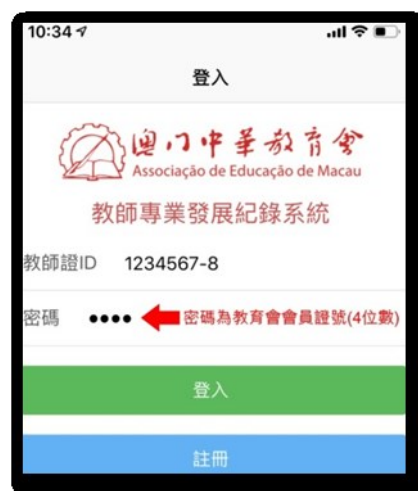 10:34
登入
澳门中華教育會
Associação de Educação de Macau
教師專業發展紀錄系統
教師證ID 1234567-8
密碼 •••• 密碼為教育會會員證號(4位數)
登入
註冊